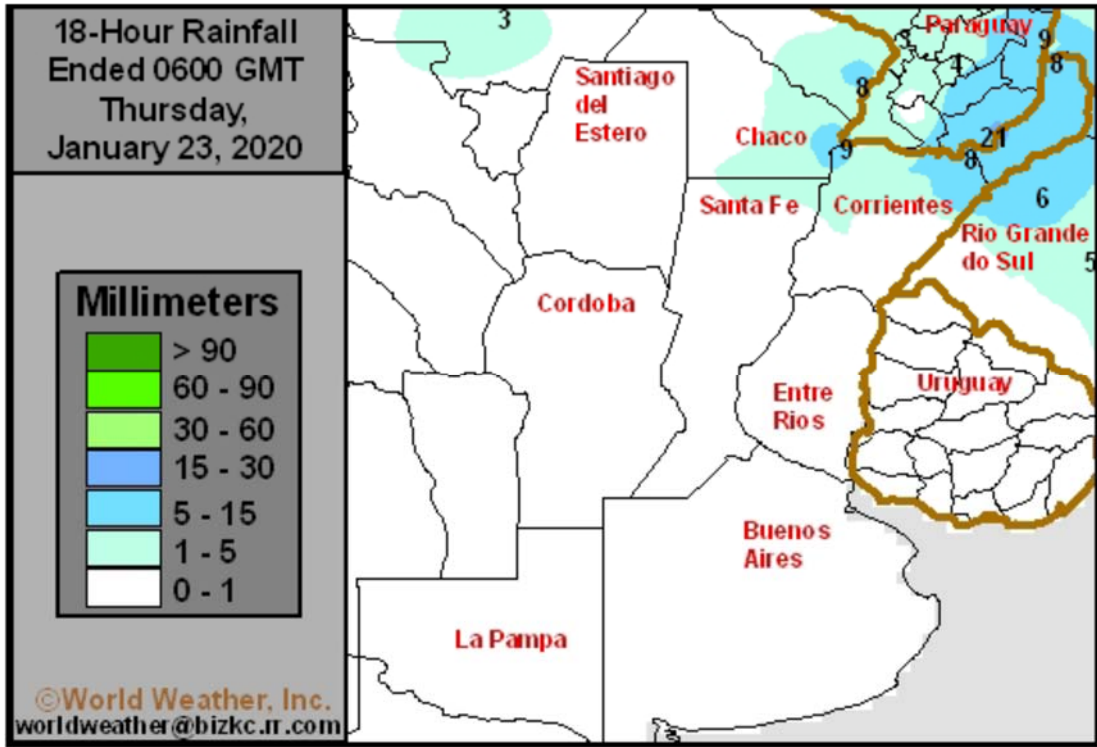 18-Hour Rainfall
Ended 0600 GMT
Thursday,
January 23, 2020
Millimeters
> 90
60 - 90
30 - 60
15 - 30
5 - 15
1 - 5
0 - 1
©World Weather, Inc.
worldweather@bizkc.rr.com
3
Paraguay
9
3
4
8
Santiago
del
Estero
8
Chaco
21
9
8
Santa Fe
Corrientes
6
Rio Grande
do Sul
5
Cordoba
Uruguay
Entre
Rios
Buenos
Aires
La Pampa